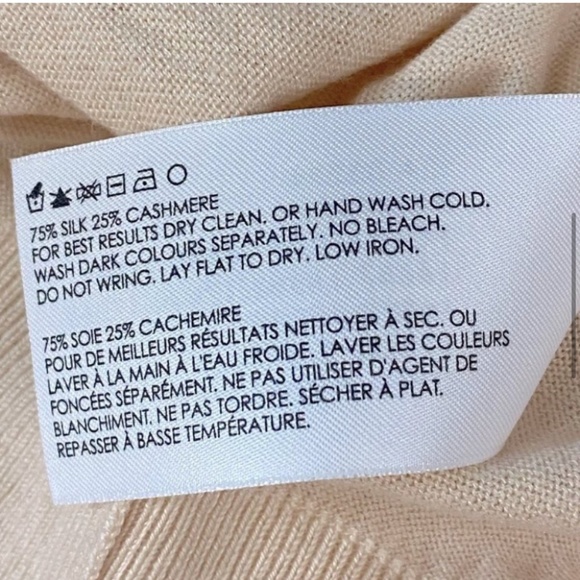 75% SILK 25% CASHMERE
FOR BEST RESULTS DRY CLEAN. OR HAND WASH COLD.
WASH DARK COLOURS SEPARATELY. NO BLEACH.
DO NOT WRING. LAY FLAT TO DRY. LOW IRON.
75% SOIE 25% CACHEMIRE
POUR DE MEILLEURS RÉSULTATS NETTOYER À SEC. OU
LAVER À LA MAIN À L'EAU FROIDE. LAVER LES COULEURS
FONCÉES SÉPARÉMENT. NE PAS UTILISER D'AGENT DE
BLANCHIMENT. NE PAS TORDRE. SÉCHER À PLAT.
REPASSER À BASSE TEMPÉRATURE.